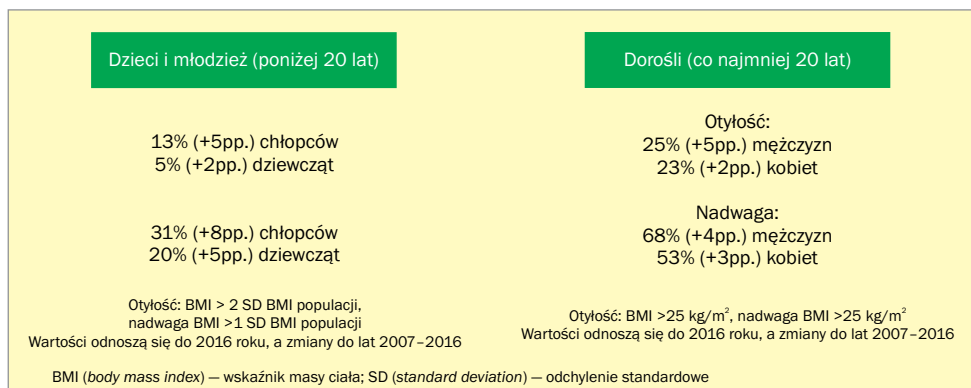 Dzieci i młodzież (poniżej 20 lat)
13% (+5pp.) chłopców
5% (+2pp.) dziewcząt
31% (+8pp.) chłopców
20% (+5pp.) dziewcząt
Otyłość: BMI > 2 SD BMI populacji,
nadwaga BMI >1 SD BMI populacji
Wartości odnoszą się do 2016 roku, a zmiany do lat 2007–2016
Dorośli (co najmniej 20 lat)
Otyłość:
25% (+5pp.) mężczyzn
23% (+2pp.) kobiet
Nadwaga:
68% (+4pp.) mężczyzn
53% (+3pp.) kobiet
Otyłość: BMI >25 kg/m², nadwaga BMI >25 kg/m²
Wartości odnoszą się do 2016 roku, a zmiany do lat 2007–2016
BMI (body mass index) — wskaźnik masy ciała; SD (standard deviation) — odchylenie standardowe